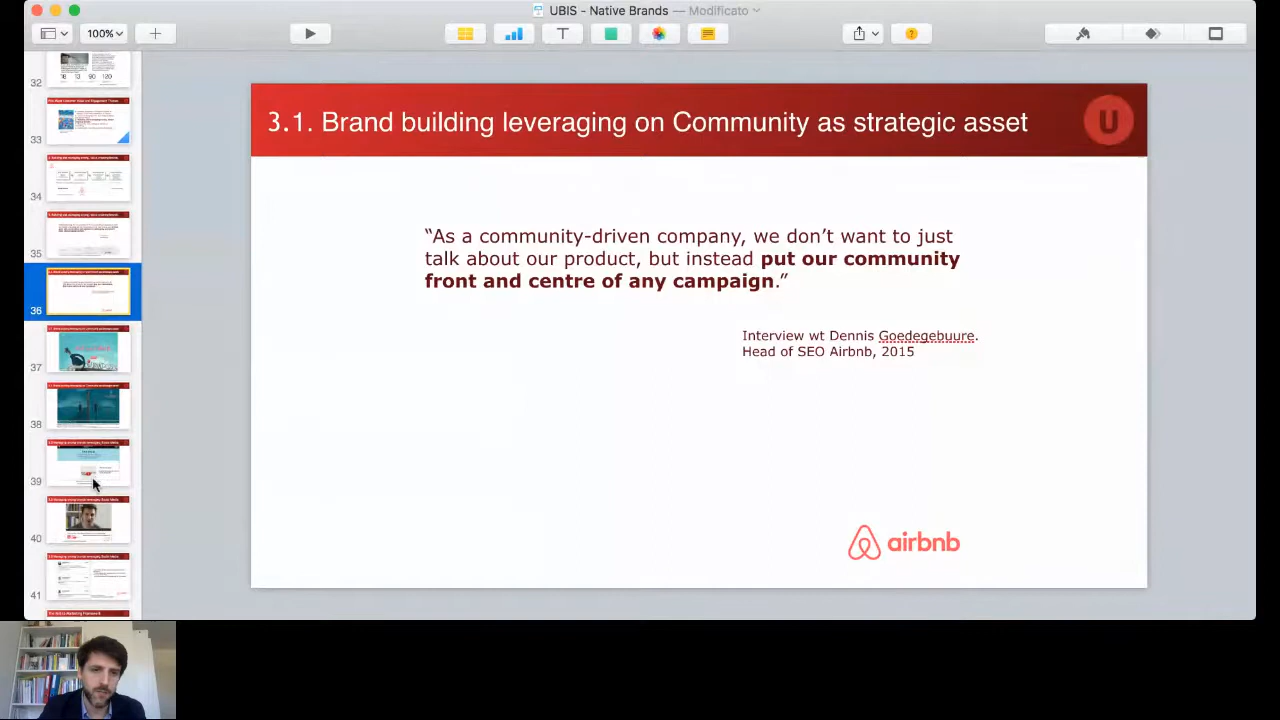 UBIS - Native Brands — Modificato
100%
3.1. Brand building leveraging on Community as strategic asset
U
“As a community-driven company, we don’t want to just
talk about our product, but instead put our community
front and centre of any campaign.”
Interview wt Dennis Goedegebuure.
Head of SEO Airbnb, 2015
airbnb
32
33
34
35
36
37
38
39
40
41